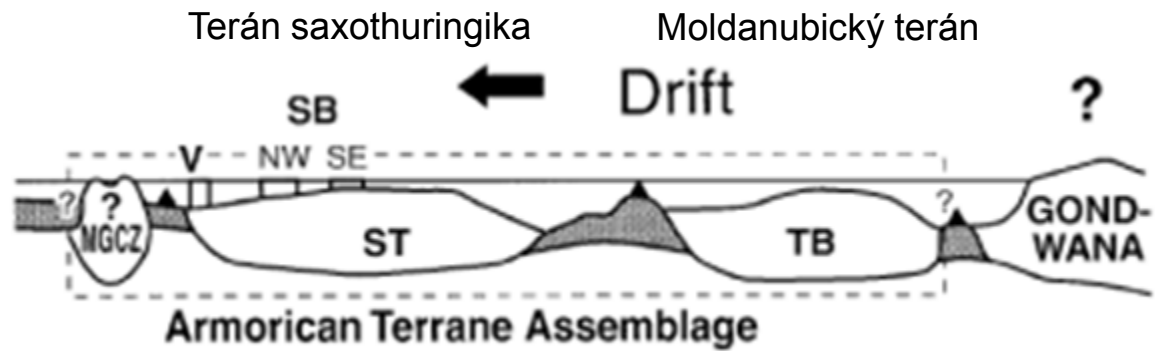 Terán saxothuringika Moldanubický terán
Drift ?
SB
V NW SE
? ? ?
MGCZ ST TB GOND-
WANA
Armorican Terrane Assemblage